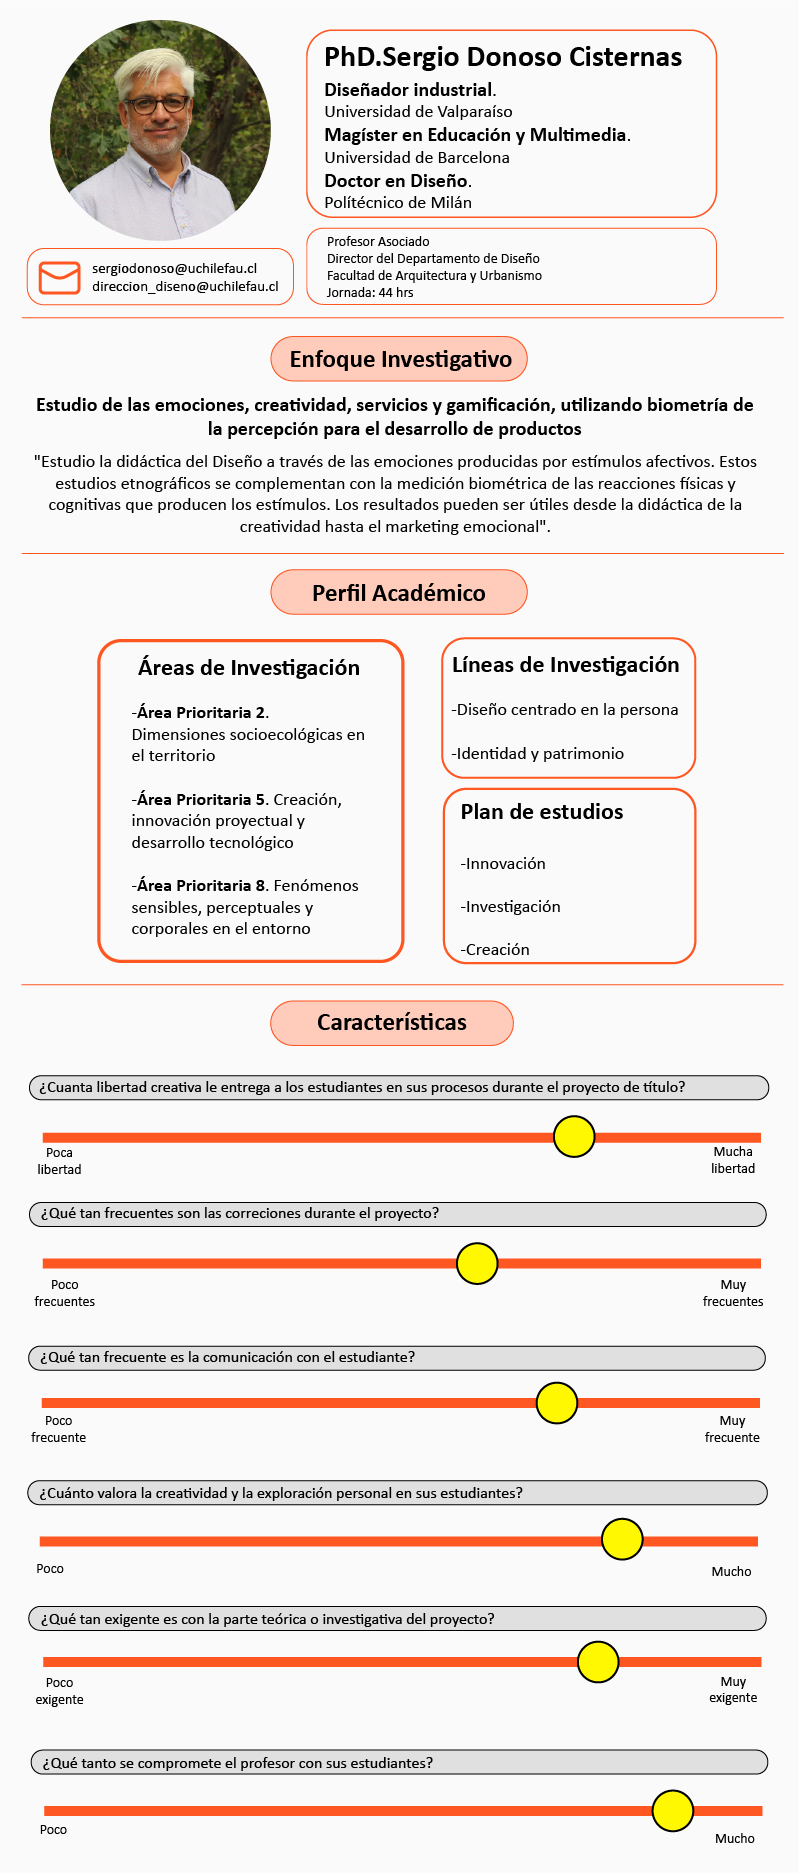 PhD.Sergio Donoso Cisternas
Diseñador industrial.
Universidad de Valparaíso
Magíster en Educación y Multimedia.
Universidad de Barcelona
Doctor en Diseño.
Polítécnico de Milán
sergiodonoso@uchilefau.cl
direccion_diseno@uchilefau.cl
Profesor Asociado
Director del Departamento de Diseño
Facultad de Arquitectura y Urbanismo
Jornada: 44 hrs
Enfoque Investigativo
Estudio de las emociones, creatividad, servicios y gamificación, utilizando biometría de
la percepción para el desarrollo de productos
"Estudio la didáctica del Diseño a través de las emociones producidas por estímulos afectivos. Estos
estudios etnográficos se complementan con la medición biométrica de las reacciones físicas y
cognitivas que producen los estímulos. Los resultados pueden ser útiles desde la didáctica de la
creatividad hasta el marketing emocional".
Perfil Académico
Áreas de Investigación
-Área Prioritaria 2.
Dimensiones socioecológicas en
el territorio
-Área Prioritaria 5. Creación,
innovación proyectual y
desarrollo tecnológico
-Área Prioritaria 8. Fenómenos
sensibles, perceptuales y
corporales en el entorno
Líneas de Investigación
-Diseño centrado en la persona
-Identidad y patrimonio
Plan de estudios
-Innovación
-Investigación
-Creación
Características
¿Cuanta libertad creativa le entrega a los estudiantes en sus procesos durante el proyecto de título?
Poca
libertad
Mucha
libertad
¿Qué tan frecuentes son las correciones durante el proyecto?
Poco
frecuentes
Muy
frecuentes
¿Qué tan frecuente es la comunicación con el estudiante?
Poco
frecuente
Muy
frecuente
¿Cuánto valora la creatividad y la exploración personal en sus estudiantes?
Poco
Mucho
¿Qué tan exigente es con la parte teórica o investigativa del proyecto?
Poco
exigente
Muy
exigente
¿Qué tanto se compromete el profesor con sus estudiantes?
Poco
Mucho